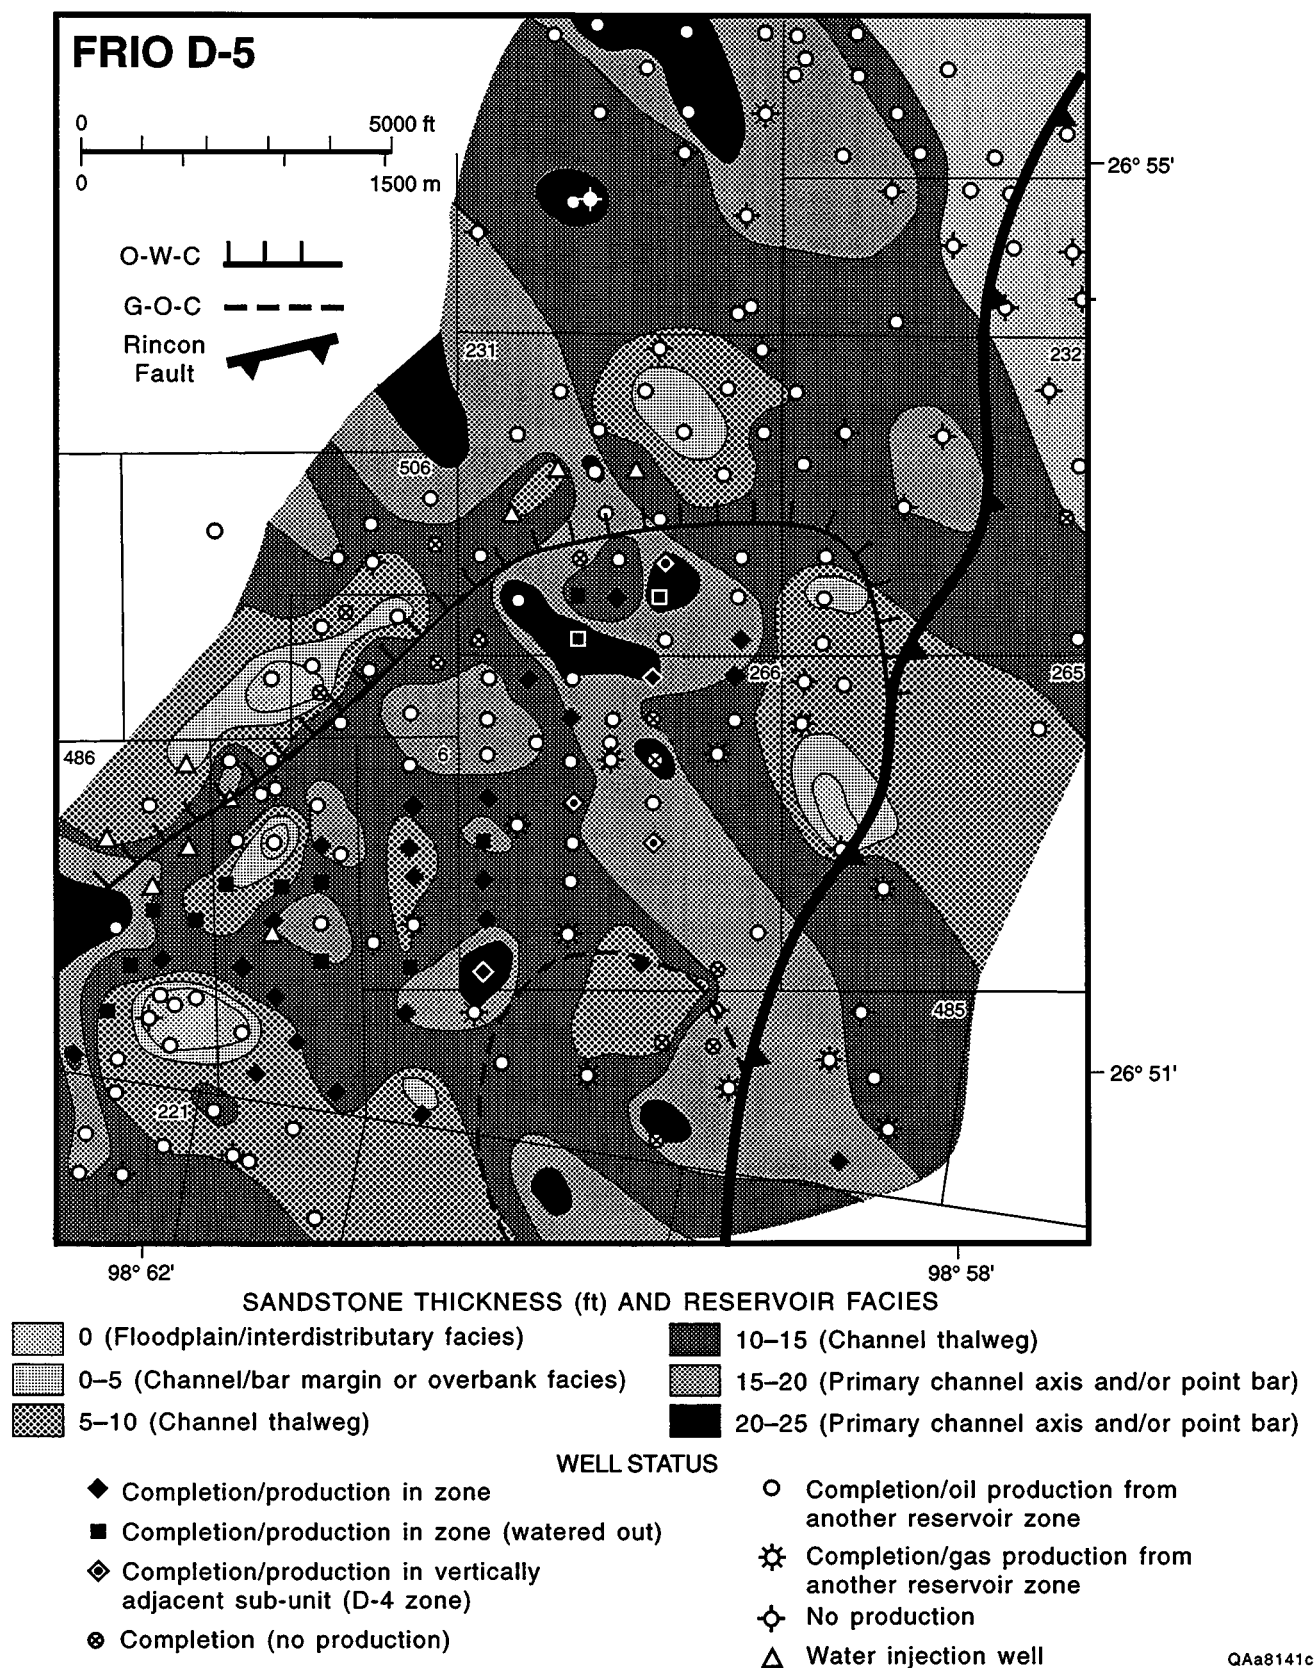 FRIO D-5
0 5000 ft
0 1500 m
O-W-C
G-O-C
Rincon
Fault
26° 55'
231
232
506
266
265
486
6
485
26° 51'
221
98° 62' 98° 58'
SANDSTONE THICKNESS (ft) AND RESERVOIR FACIES
0 (Floodplain/interdistributary facies)
0–5 (Channel/bar margin or overbank facies)
5–10 (Channel thalweg)
10–15 (Channel thalweg)
15–20 (Primary channel axis and/or point bar)
20–25 (Primary channel axis and/or point bar)
WELL STATUS
Completion/production in zone
Completion/production in zone (watered out)
Completion/production in vertically
adjacent sub-unit (D-4 zone)
Completion (no production)
Completion/oil production from
another reservoir zone
Completion/gas production from
another reservoir zone
No production
Water injection well
QAa8141c